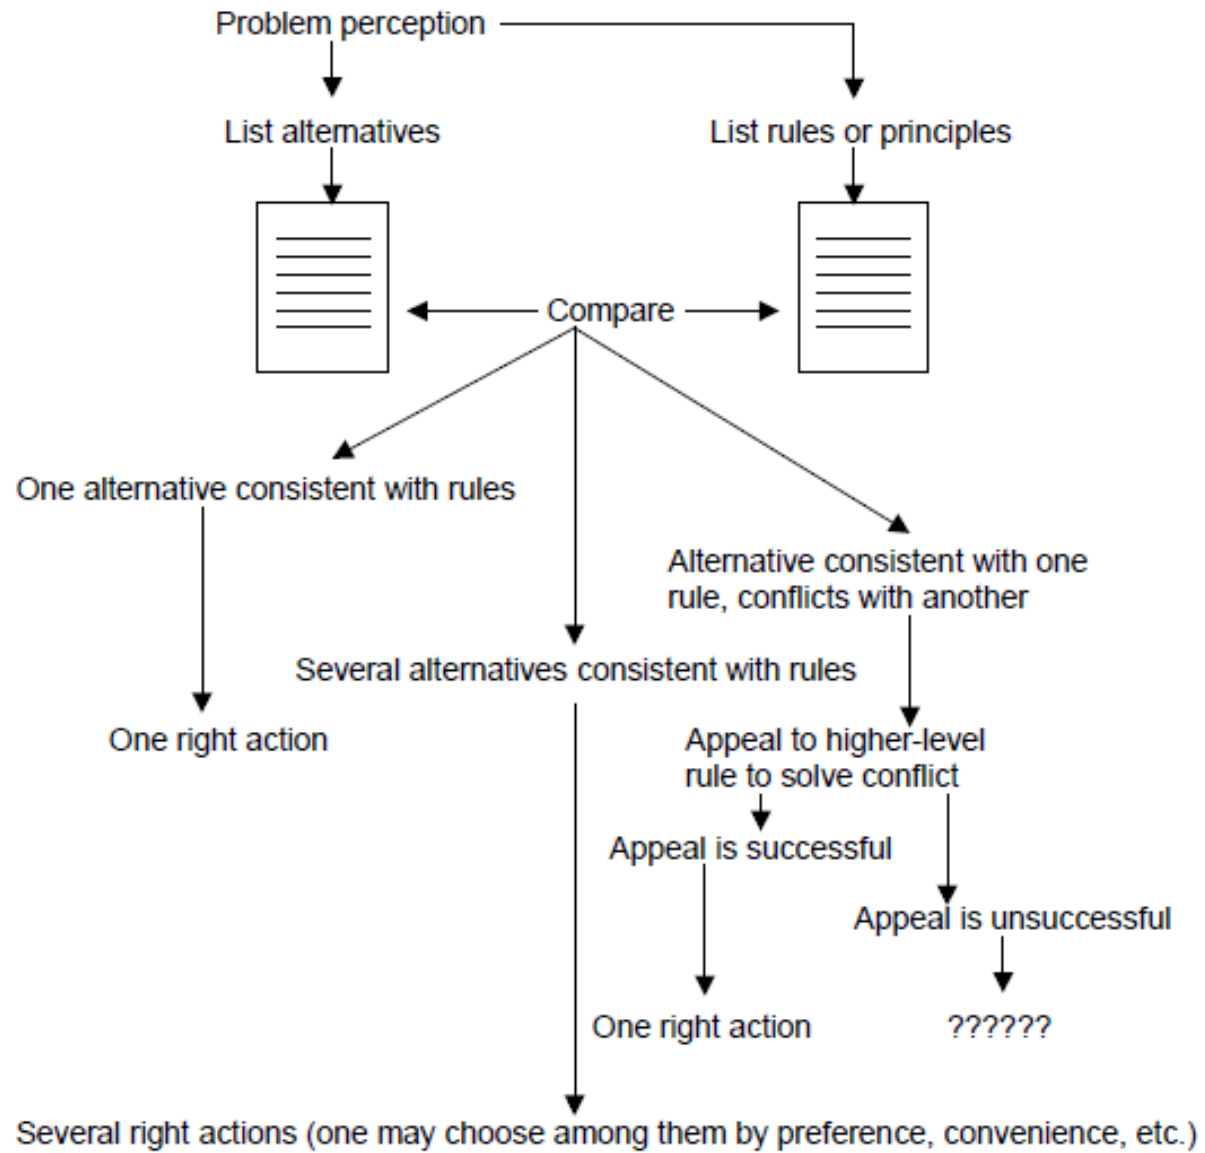 Problem perception
List alternatives
List rules or principles
Compare
One alternative consistent with rules
Alternative consistent with one
rule, conflicts with another
Several alternatives consistent with rules
One right action
Appeal to higher-level
rule to solve conflict
Appeal is successful
Appeal is unsuccessful
One right action
??????
Several right actions (one may choose among them by preference, convenience, etc.)